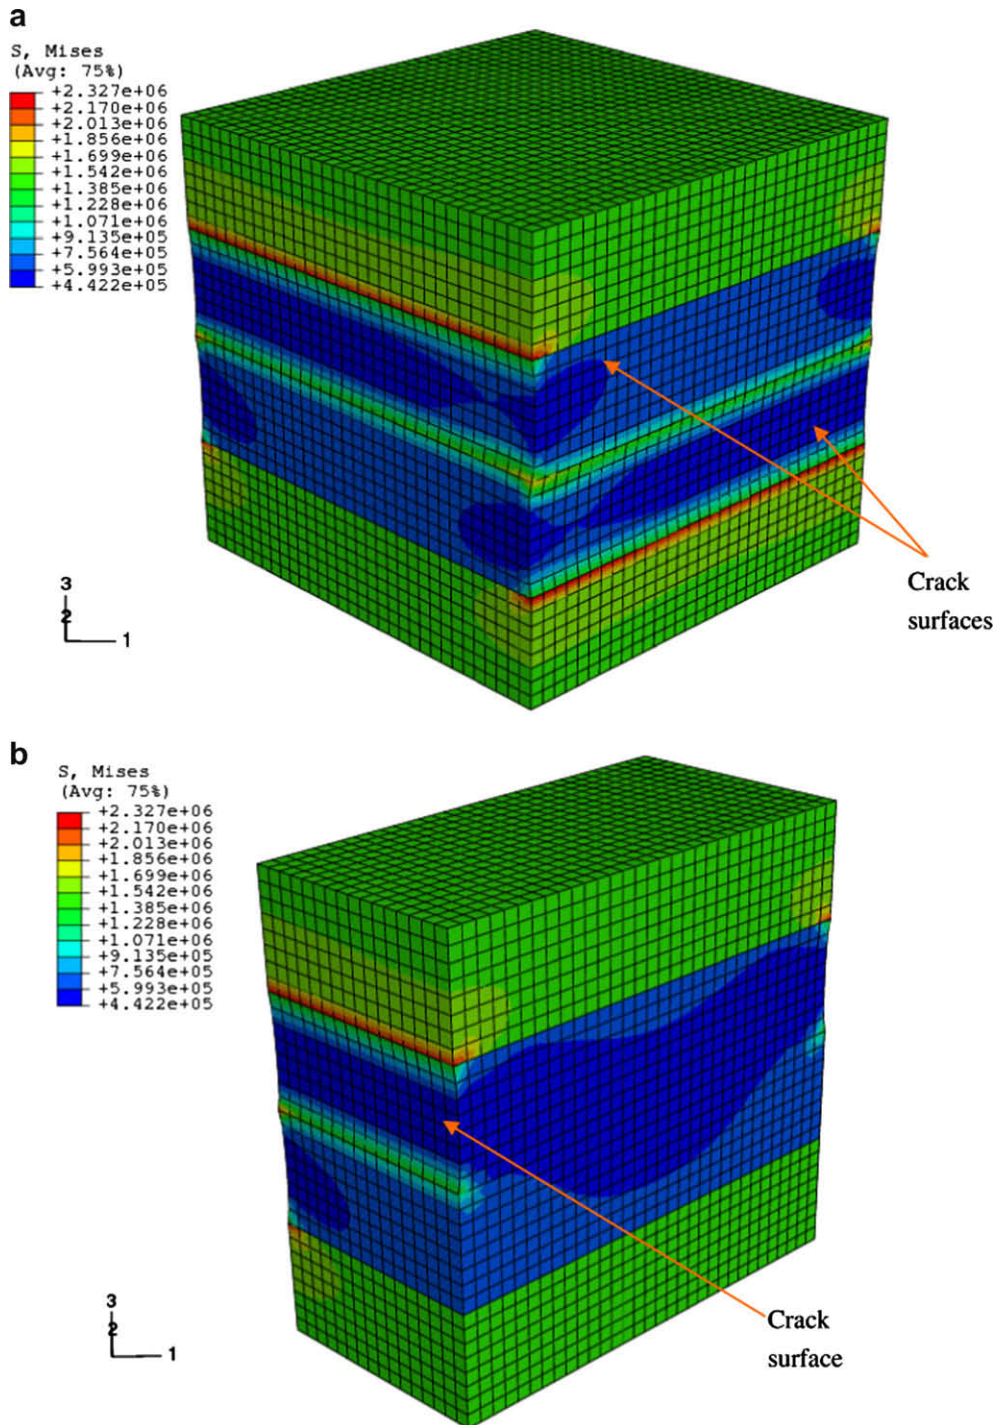 a
S, Mises
(Avg: 75%)
+2.327e+06
+2.170e+06
+2.013e+06
+1.856e+06
+1.699e+06
+1.542e+06
+1.385e+06
+1.228e+06
+1.071e+06
+9.135e+05
+7.564e+05
+5.993e+05
+4.422e+05
Crack
surfaces
3
2
1
b
S, Mises
(Avg: 75%)
+2.327e+06
+2.170e+06
+2.013e+06
+1.856e+06
+1.699e+06
+1.542e+06
+1.385e+06
+1.228e+06
+1.071e+06
+9.135e+05
+7.564e+05
+5.993e+05
+4.422e+05
3
2
1
Crack
surface